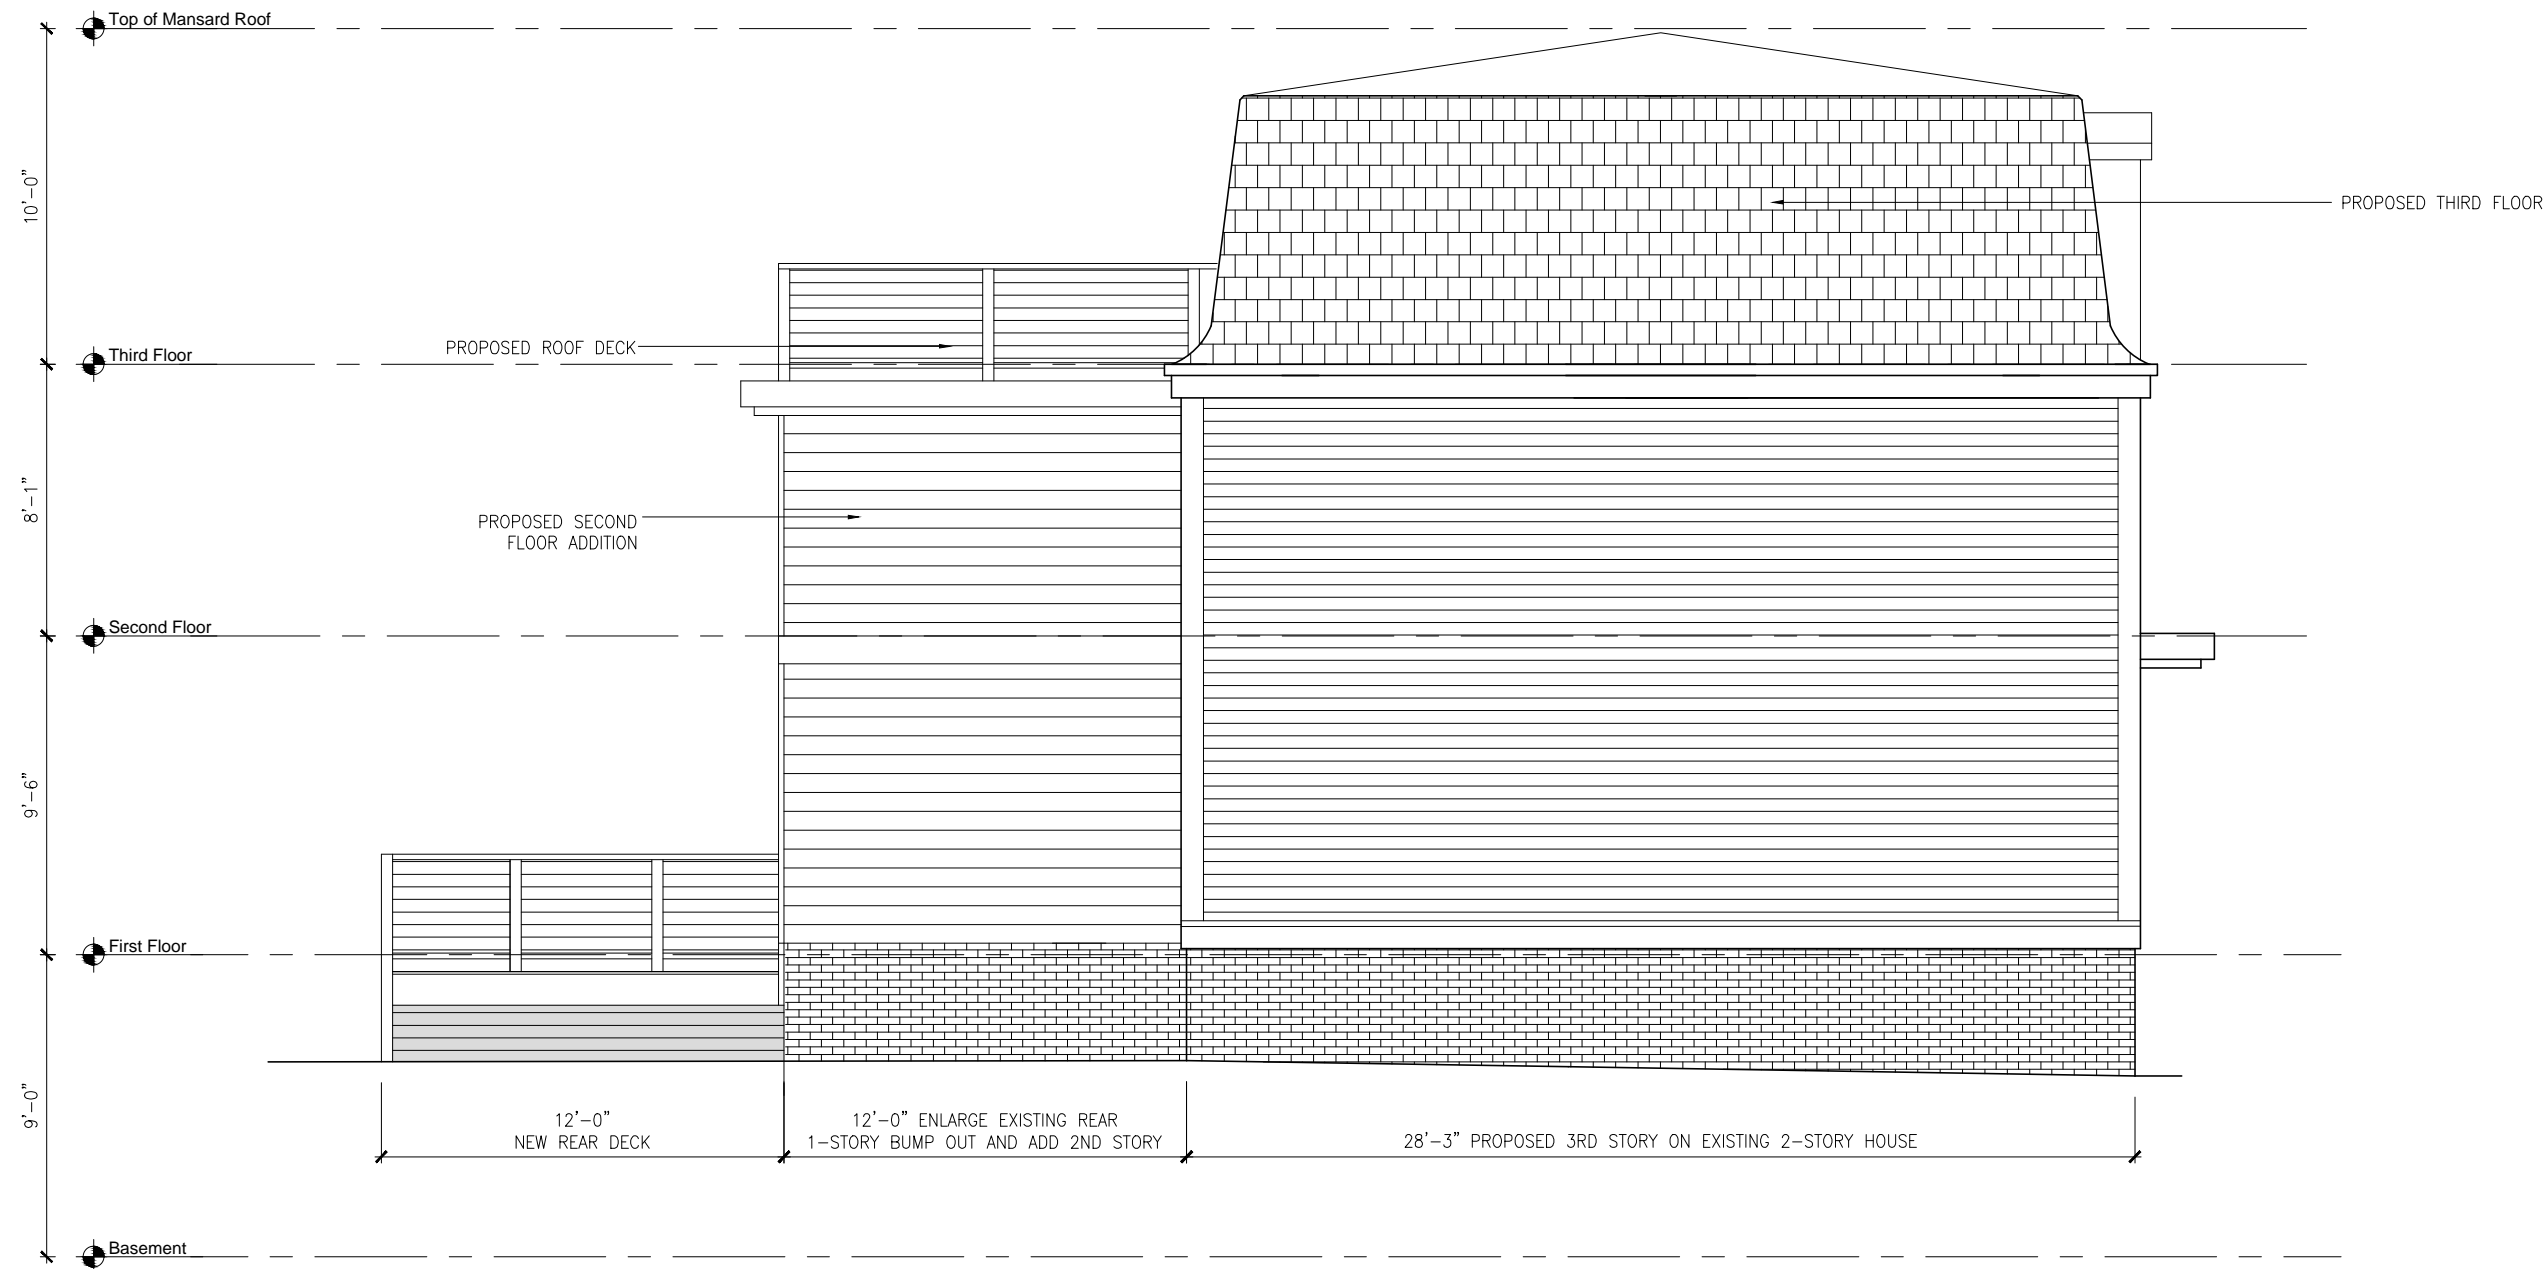 Top of Mansard Roof
10'-0"
PROPOSED THIRD FLOOR
PROPOSED ROOF DECK
Third Floor
8'-1"
PROPOSED SECOND
FLOOR ADDITION
Second Floor
9'-6"
First Floor
9'-0"
12'-0"
NEW REAR DECK
12'-0" ENLARGE EXISTING REAR
1-STORY BUMP OUT AND ADD 2ND STORY
28'-3" PROPOSED 3RD STORY ON EXISTING 2-STORY HOUSE
Basement